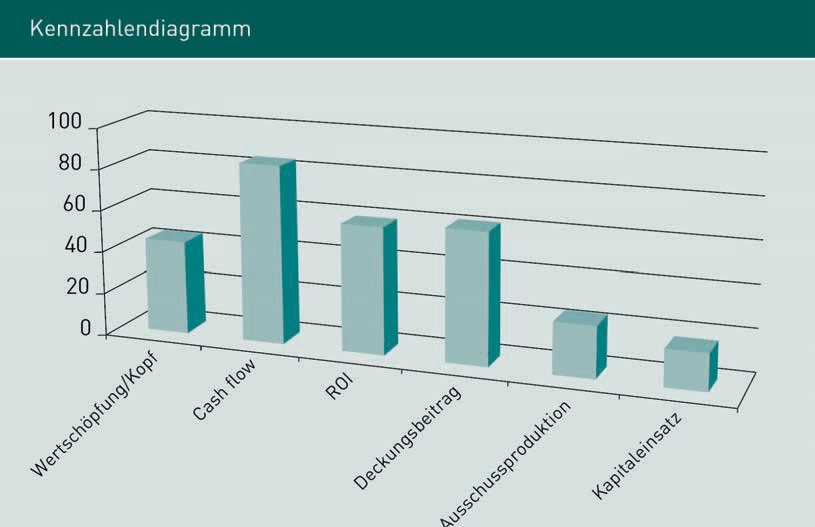 Kennzahlendiagramm
100
80
60
40
20
0
Wertschöpfung/Kopf
Cash flow
ROI
Deckungsbeitrag
Ausschussproduktion
Kapitaleinsatz